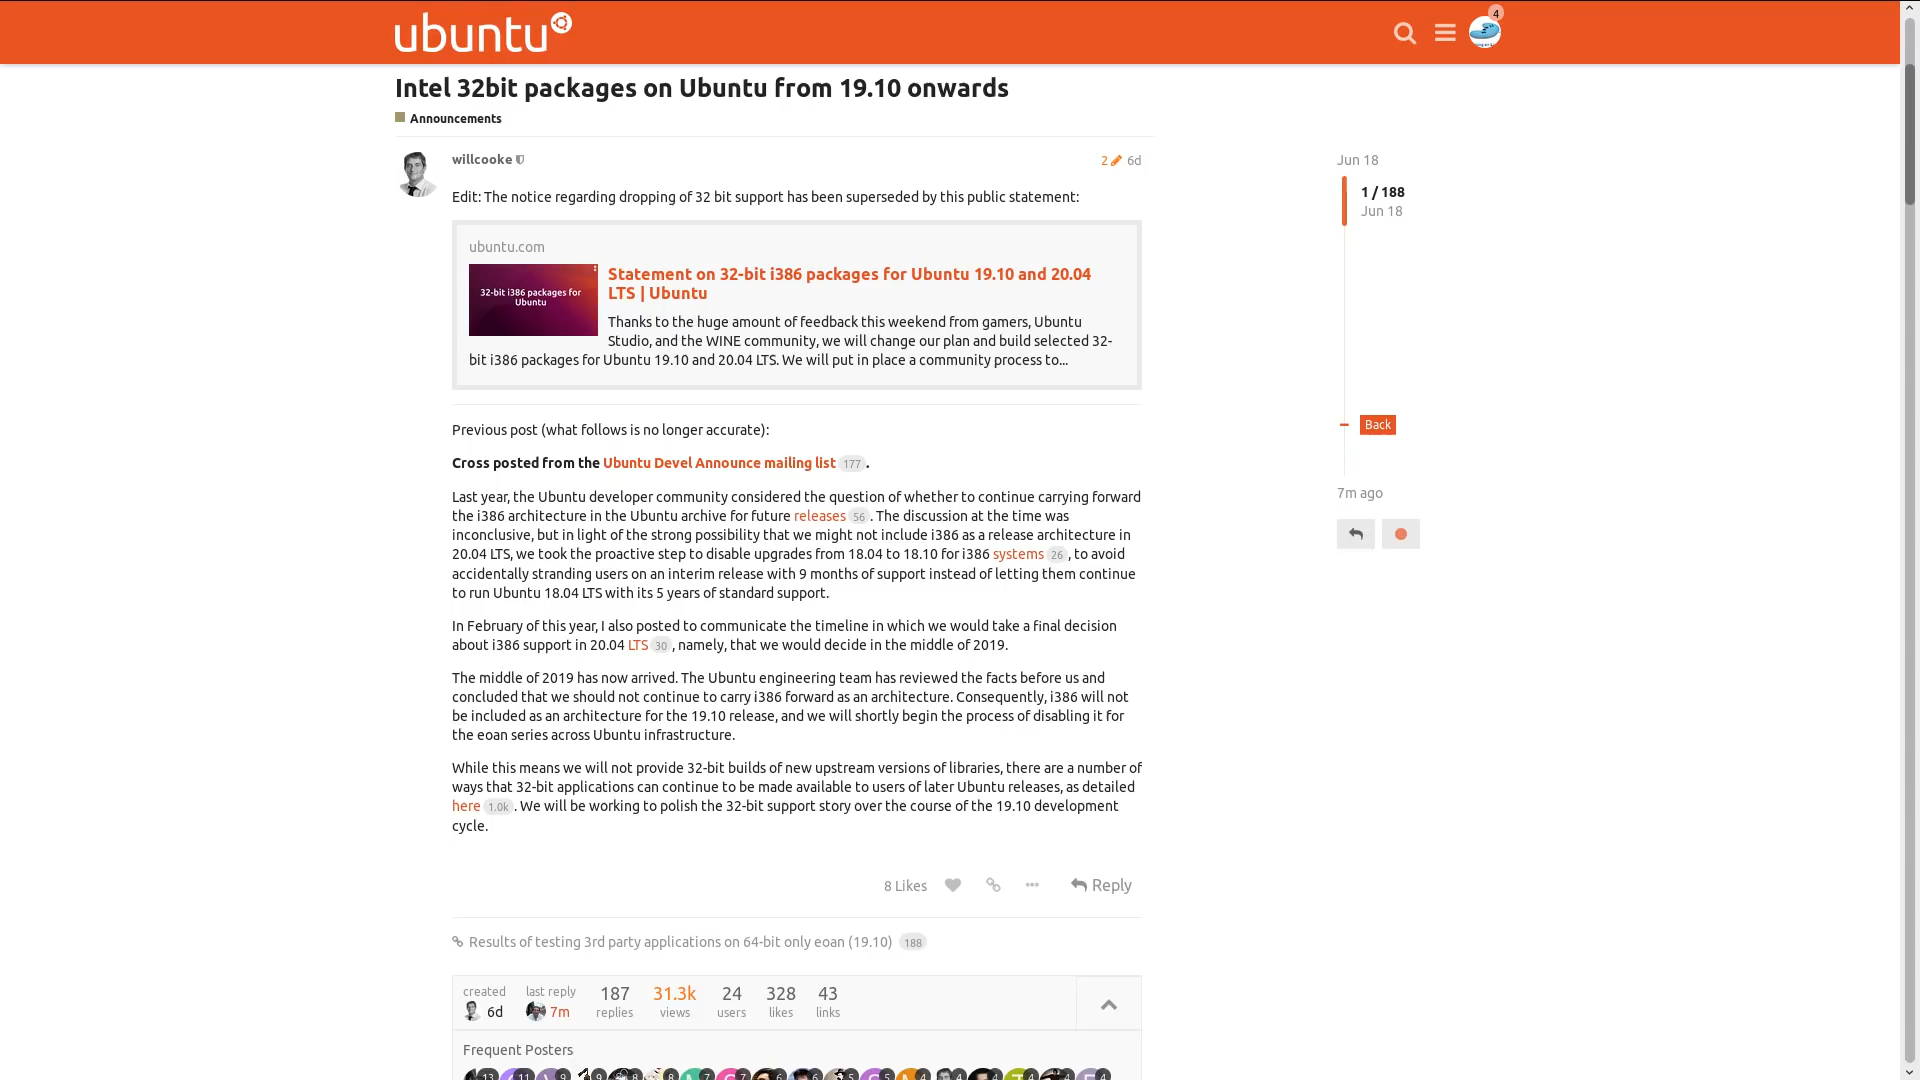 ubuntu
4
Intel 32bit packages on Ubuntu from 19.10 onwards
Announcements
willcooke
2 6d
Edit: The notice regarding dropping of 32 bit support has been superseded by this public statement:
ubuntu.com
32-bit i386 packages for
Ubuntu
Statement on 32-bit i386 packages for Ubuntu 19.10 and 20.04
LTS | Ubuntu
Thanks to the huge amount of feedback this weekend from gamers, Ubuntu
Studio, and the WINE community, we will change our plan and build selected 32-
bit i386 packages for Ubuntu 19.10 and 20.04 LTS. We will put in place a community process to...
Previous post (what follows is no longer accurate):
Cross posted from the Ubuntu Devel Announce mailing list 177.
Last year, the Ubuntu developer community considered the question of whether to continue carrying forward
the i386 architecture in the Ubuntu archive for future releases 56. The discussion at the time was
inconclusive, but in light of the strong possibility that we might not include i386 as a release architecture in
20.04 LTS, we took the proactive step to disable upgrades from 18.04 to 18.10 for i386 systems 26, to avoid
accidentally stranding users on an interim release with 9 months of support instead of letting them continue
to run Ubuntu 18.04 LTS with its 5 years of standard support.
In February of this year, I also posted to communicate the timeline in which we would take a final decision
about i386 support in 20.04 LTS 30, namely, that we would decide in the middle of 2019.
The middle of 2019 has now arrived. The Ubuntu engineering team has reviewed the facts before us and
concluded that we should not continue to carry i386 forward as an architecture. Consequently, i386 will not
be included as an architecture for the 19.10 release, and we will shortly begin the process of disabling it for
the eoan series across Ubuntu infrastructure.
While this means we will not provide 32-bit builds of new upstream versions of libraries, there are a number of
ways that 32-bit applications can continue to be made available to users of later Ubuntu releases, as detailed
here 1.0k. We will be working to polish the 32-bit support story over the course of the 19.10 development
cycle.
8 Likes
Reply
Results of testing 3rd party applications on 64-bit only eoan (19.10) 188
created
6d
last reply
7m
187
replies
31.3k
views
24
users
328
likes
43
links
Frequent Posters
13 11 9 9 8 8 7 7 6 6 5 5 4 4 4 4 4 4
Jun 18
1 / 188
Jun 18
Back
7m ago